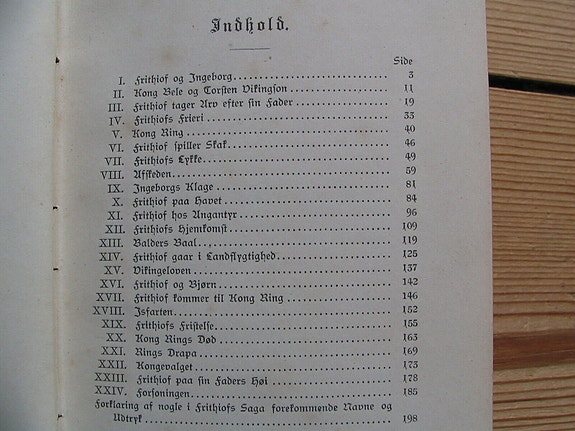 Indhold.
Side
I. Frithiof og Ingeborg 3
II. Kong Bele og Torsten Vikingsøn 11
III. Frithiof tager Arv efter sin Fader 19
IV. Frithiofs Frieri 33
V. Kong Ring 40
VI. Frithiof spiller Skak 46
VII. Frithiofs Lykke 49
VIII. Afskeden 59
IX. Ingeborgs Klage 81
X. Frithiof paa Havet 84
XI. Frithiof hos Angantyr 96
XII. Frithiofs Hjemkomst 109
XIII. Balders Baal 119
XIV. Frithiof gaar i Landflygtighed 125
XV. Vikingeloven 137
XVI. Frithiof og Bjørn 142
XVII. Frithiof kommer til Kong Ring 146
XVIII. Isfarten 152
XIX. Frithiofs Fristelse 155
XX. Kong Rings Død 163
XXI. Rings Drapa 169
XXII. Kongevalget 173
XXIII. Frithiof paa sin Faders Høi 178
XXIV. Forsoningen 185
Forklaring af nogle i Frithiofs Saga forekommende Navne og
Udtryk 198